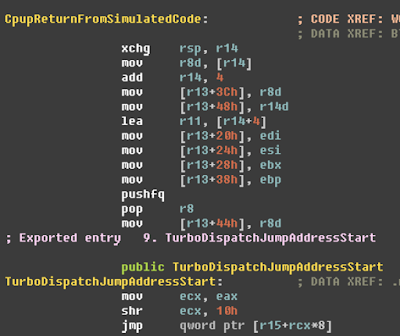 CpupReturnFromSimulatedCode: ; CODE XREF:
; DATA XREF:
xchg rsp, r14
mov r8d, [r14]
add r14, 4
mov [r13+3Ch], r8d
mov [r13+48h], r14d
lea r11, [r14+4]
mov [r13+20h], edi
mov [r13+24h], esi
mov [r13+28h], ebx
mov [r13+38h], ebp
pushfq
pop r8
mov [r13+44h], r8d
; Exported entry 9. TurboDispatchJumpAddressStart
public TurboDispatchJumpAddressStart
TurboDispatchJumpAddressStart: ; DATA XREF:
mov ecx, eax
shr ecx, 10h
jmp qword ptr [r15+rcx*8]